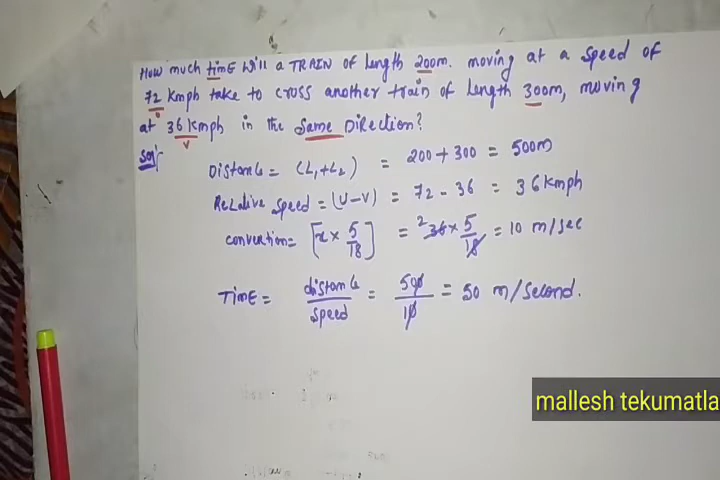 How much time will a TRAIN of Length 200m. moving at a speed of
72 Kmph take to cross another train of Length 300m, moving
at 36 Kmph in the Same Direction?
Sol:-
Distance = (L₁+L₂) = 200+300 = 500m
Relative Speed = (U-V) = 72 - 36 = 36 Kmph
convertion = [x × 5/18] = ²36 × 5/18 = 10 m/sec
Time = distance/speed = 500/10 = 50 m/second.
mallesh tekumatla